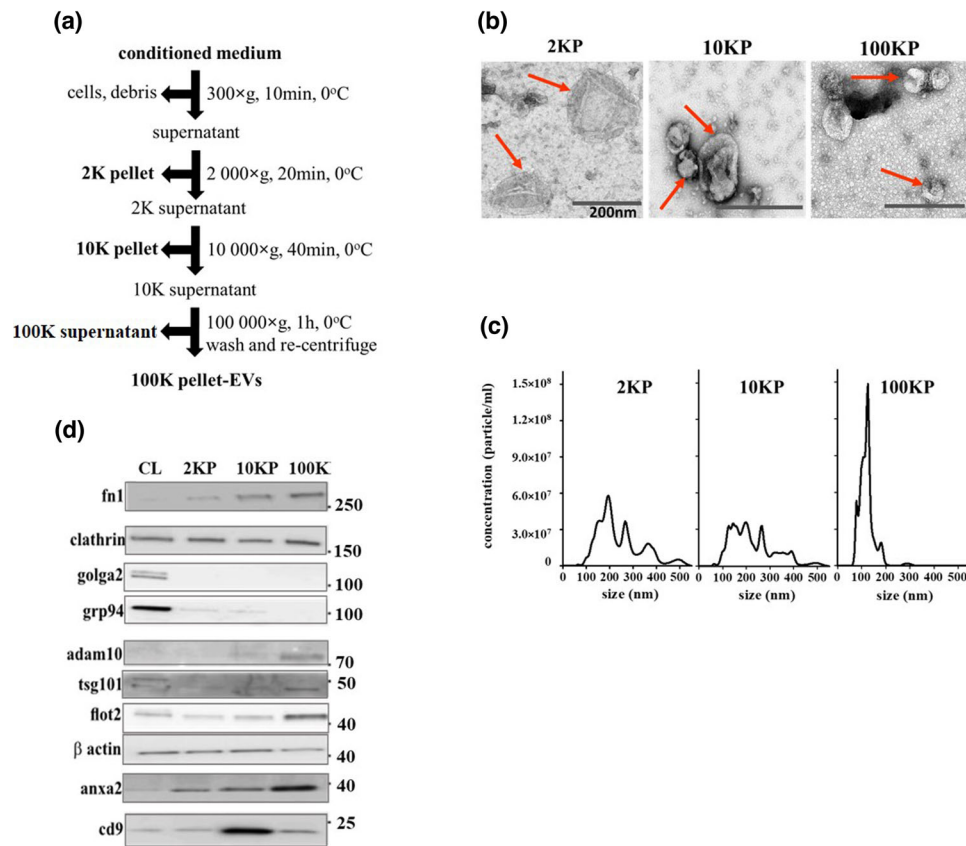 (a)
conditioned medium
cells, debris 300×g, 10min, 0ºC
supernatant
2K pellet 2 000×g, 20min, 0ºC
2K supernatant
10K pellet 10 000×g, 40min, 0ºC
10K supernatant
100K supernatant 100 000×g, 1h, 0ºC
wash and re-centrifuge
100K pellet-EVs
(b)
2KP 10KP 100KP
200nm
(c)
concentration (particle/ml)
1.5×10⁸
1.2×10⁸
9.0×10⁷
6.0×10⁷
3.0×10⁷
0
2KP 10KP 100KP
0 100 200 300 400 500 0 100 200 300 400 500 0 100 200 300 400 500
size (nm) size (nm) size (nm)
(d)
CL 2KP 10KP 100K
fn1 250
clathrin 150
golga2 100
grp94 100
adam10 70
tsg101 50
flot2 40
β actin 40
anxa2 40
cd9 25